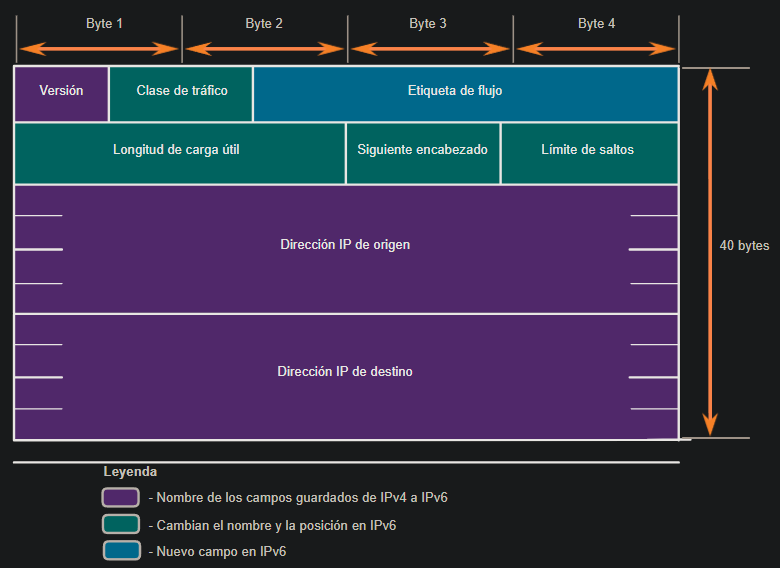 Byte 1 Byte 2 Byte 3 Byte 4
Versión Clase de tráfico Etiqueta de flujo
Longitud de carga útil Siguiente encabezado Límite de saltos
Dirección IP de origen
40 bytes
Dirección IP de destino
Leyenda
- Nombre de los campos guardados de IPv4 a IPv6
- Cambian el nombre y la posición en IPv6
- Nuevo campo en IPv6